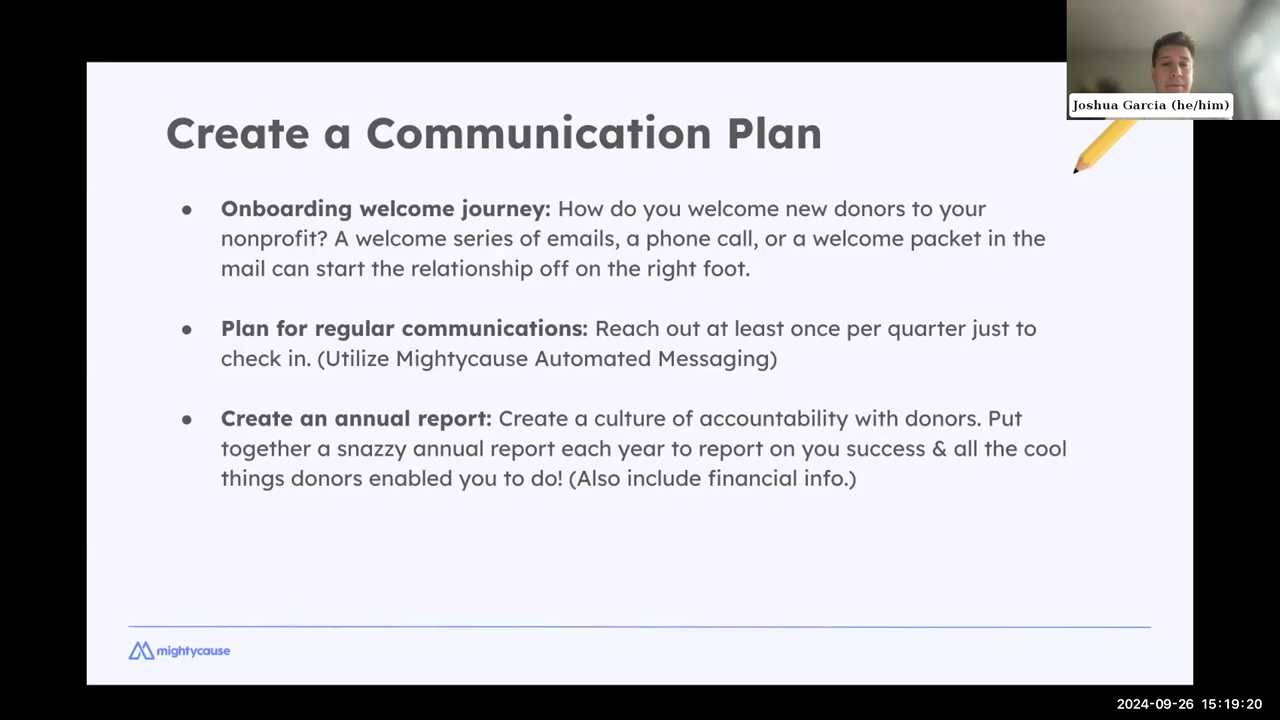 Joshua Garcia (he/him)
Create a Communication Plan
● Onboarding welcome journey: How do you welcome new donors to your
nonprofit? A welcome series of emails, a phone call, or a welcome packet in the
mail can start the relationship off on the right foot.
● Plan for regular communications: Reach out at least once per quarter just to
check in. (Utilize Mightycause Automated Messaging)
● Create an annual report: Create a culture of accountability with donors. Put
together a snazzy annual report each year to report on you success & all the cool
things donors enabled you to do! (Also include financial info.)
mightycause
2024-09-26 15:19:20